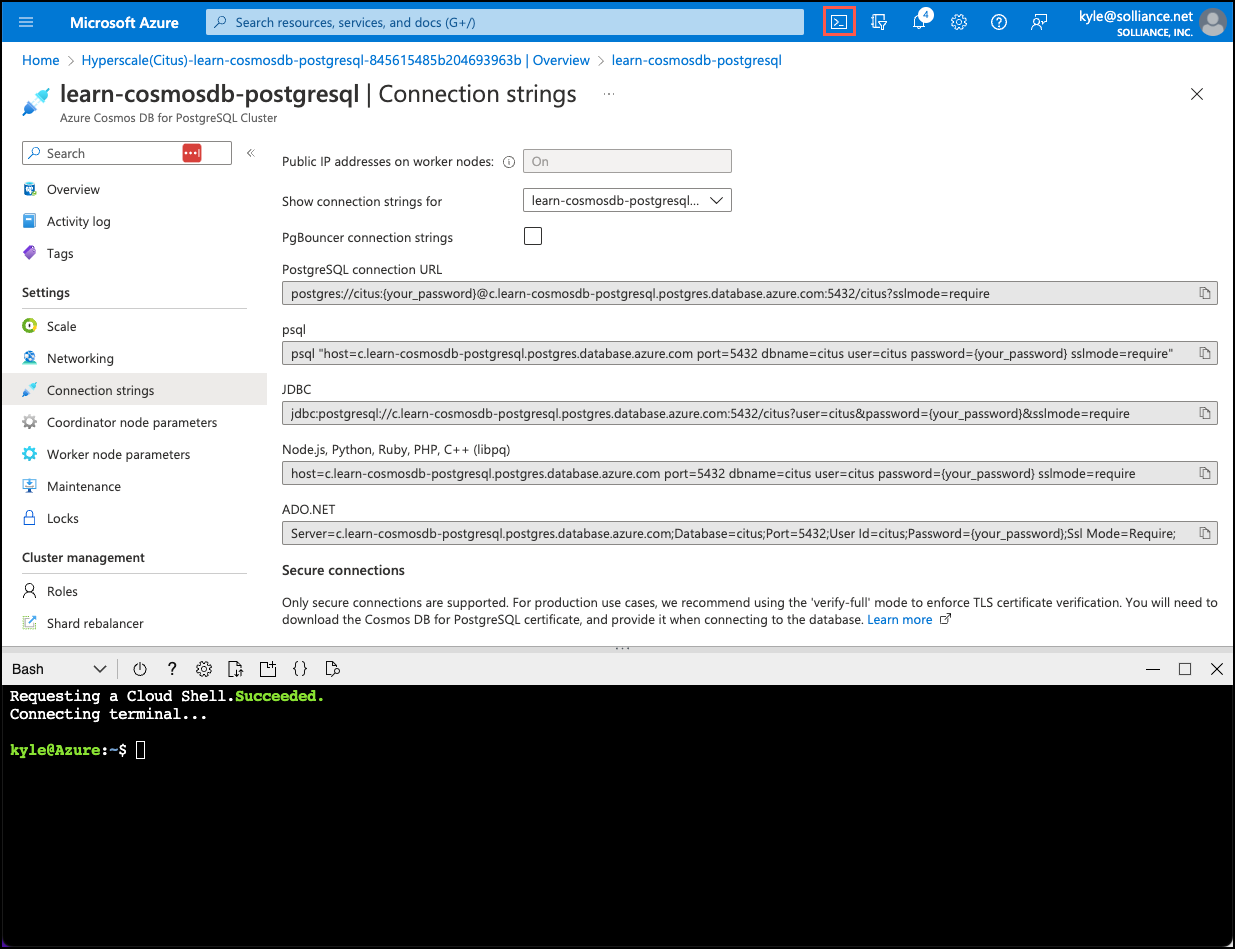 Microsoft Azure
Search resources, services, and docs (G+/)
4
kyle@solliance.net
SOLLIANCE, INC.
Home > Hyperscale(Citus)-learn-cosmosdb-postgresql-845615485b204693963b | Overview > learn-cosmosdb-postgresql
learn-cosmosdb-postgresql | Connection strings ...
Azure Cosmos DB for PostgreSQL Cluster
Search
Overview
Activity log
Tags
Settings
Scale
Networking
Connection strings
Coordinator node parameters
Worker node parameters
Maintenance
Locks
Cluster management
Roles
Shard rebalancer
Public IP addresses on worker nodes: On
Show connection strings for learn-cosmosdb-postgresql...
PgBouncer connection strings
PostgreSQL connection URL
postgres://citus:{your_password}@c.learn-cosmosdb-postgresql.postgres.database.azure.com:5432/citus?sslmode=require
psql
psql "host=c.learn-cosmosdb-postgresql.postgres.database.azure.com port=5432 dbname=citus user=citus password={your_password} sslmode=require"
JDBC
jdbc:postgresql://c.learn-cosmosdb-postgresql.postgres.database.azure.com:5432/citus?user=citus&password={your_password}&sslmode=require
Node.js, Python, Ruby, PHP, C++ (libpq)
host=c.learn-cosmosdb-postgresql.postgres.database.azure.com port=5432 dbname=citus user=citus password={your_password} sslmode=require
ADO.NET
Server=c.learn-cosmosdb-postgresql.postgres.database.azure.com;Database=citus;Port=5432;User Id=citus;Password={your_password};Ssl Mode=Require;
Secure connections
Only secure connections are supported. For production use cases, we recommend using the 'verify-full' mode to enforce TLS certificate verification. You will need to
download the Cosmos DB for PostgreSQL certificate, and provide it when connecting to the database. Learn more
Bash
Requesting a Cloud Shell.Succeeded.
Connecting terminal...
kyle@Azure:~$